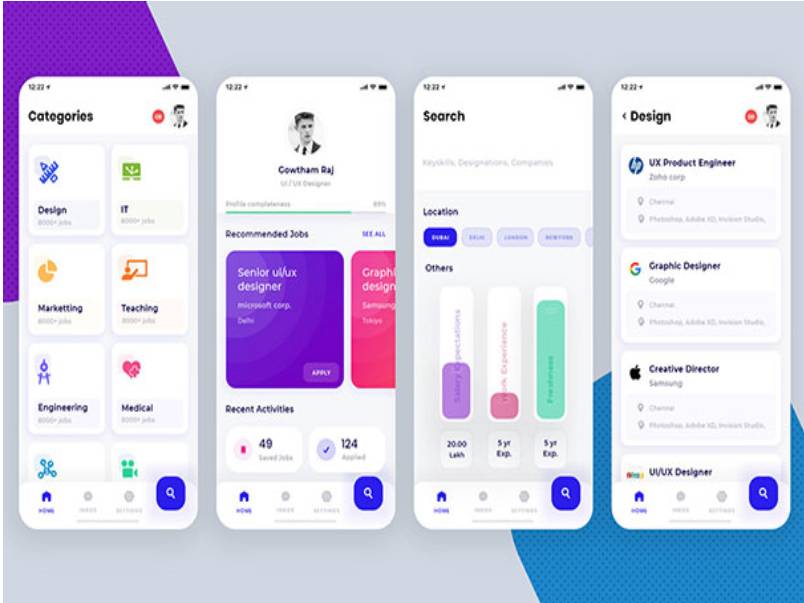 12:22
Categories
Design
8000+ jobs
IT
8000+ jobs
Marketting
8000+ jobs
Teaching
8000+ jobs
Engineering
8000+ jobs
Medical
8000+ jobs
HOME
INBOX
SETTINGS
12:22
Gowtham Raj
UI / UX Designer
Profile completeness
89%
Recommended Jobs
SEE ALL
Senior ui/ux
designer
microsoft corp.
Delhi
APPLY
Graphi
design
Samsung
Tokyo
Recent Activities
49
Saved Jobs
124
Applied
HOME
INBOX
SETTINGS
12:22
Search
Keyskills, Designations, Companies
Location
DUBAI
DELHI
LONDON
NEWYORK
Others
Salary Expectations
Work Experience
Freshness
20.00
Lakh
5 yr
Exp.
5 yr
Exp.
HOME
INBOX
SETTINGS
12:22
Design
hp
UX Product Engineer
Zoho corp
Chennai
Photoshop, Adobe XD, Invision Studio,
Graphic Designer
Google
Chennai
Photoshop, Adobe XD, Invision Studio,
Creative Director
Samsung
Chennai
Photoshop, Adobe XD, Invision Studio,
UI/UX Designer
HOME
INBOX
SETTINGS